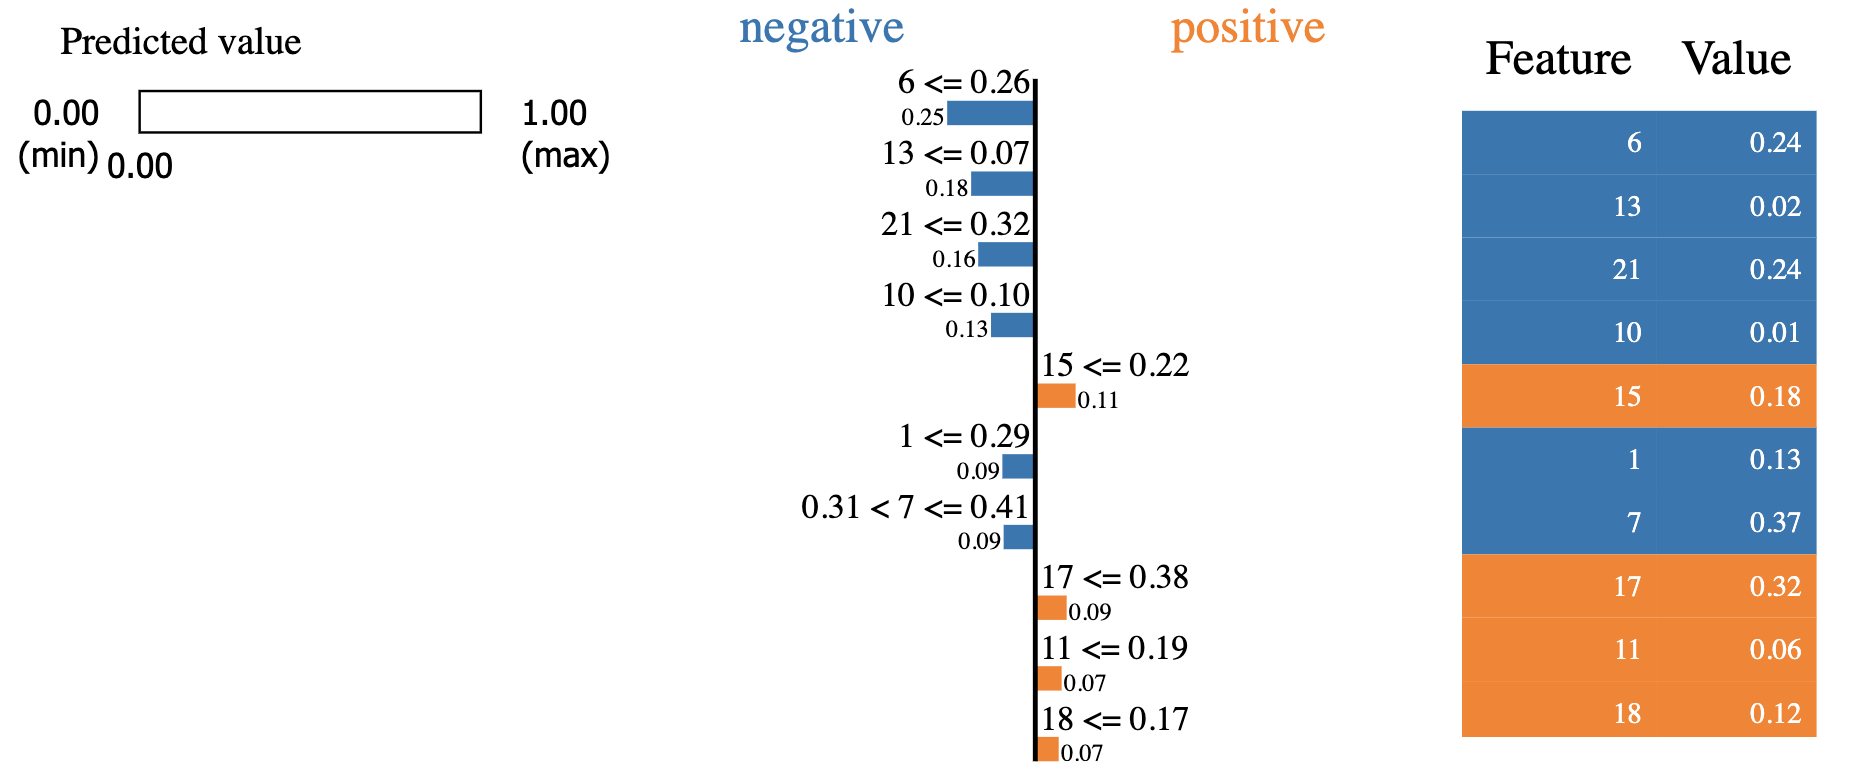 Predicted value
0.00
(min)
0.00
1.00
(max)
negative
positive
6 <= 0.26
0.25
13 <= 0.07
0.18
21 <= 0.32
0.16
10 <= 0.10
0.13
15 <= 0.22
0.11
1 <= 0.29
0.09
0.31 < 7 <= 0.41
0.09
17 <= 0.38
0.09
11 <= 0.19
0.07
18 <= 0.17
0.07
Feature Value
6 0.24
13 0.02
21 0.24
10 0.01
15 0.18
1 0.13
7 0.37
17 0.32
11 0.06
18 0.12